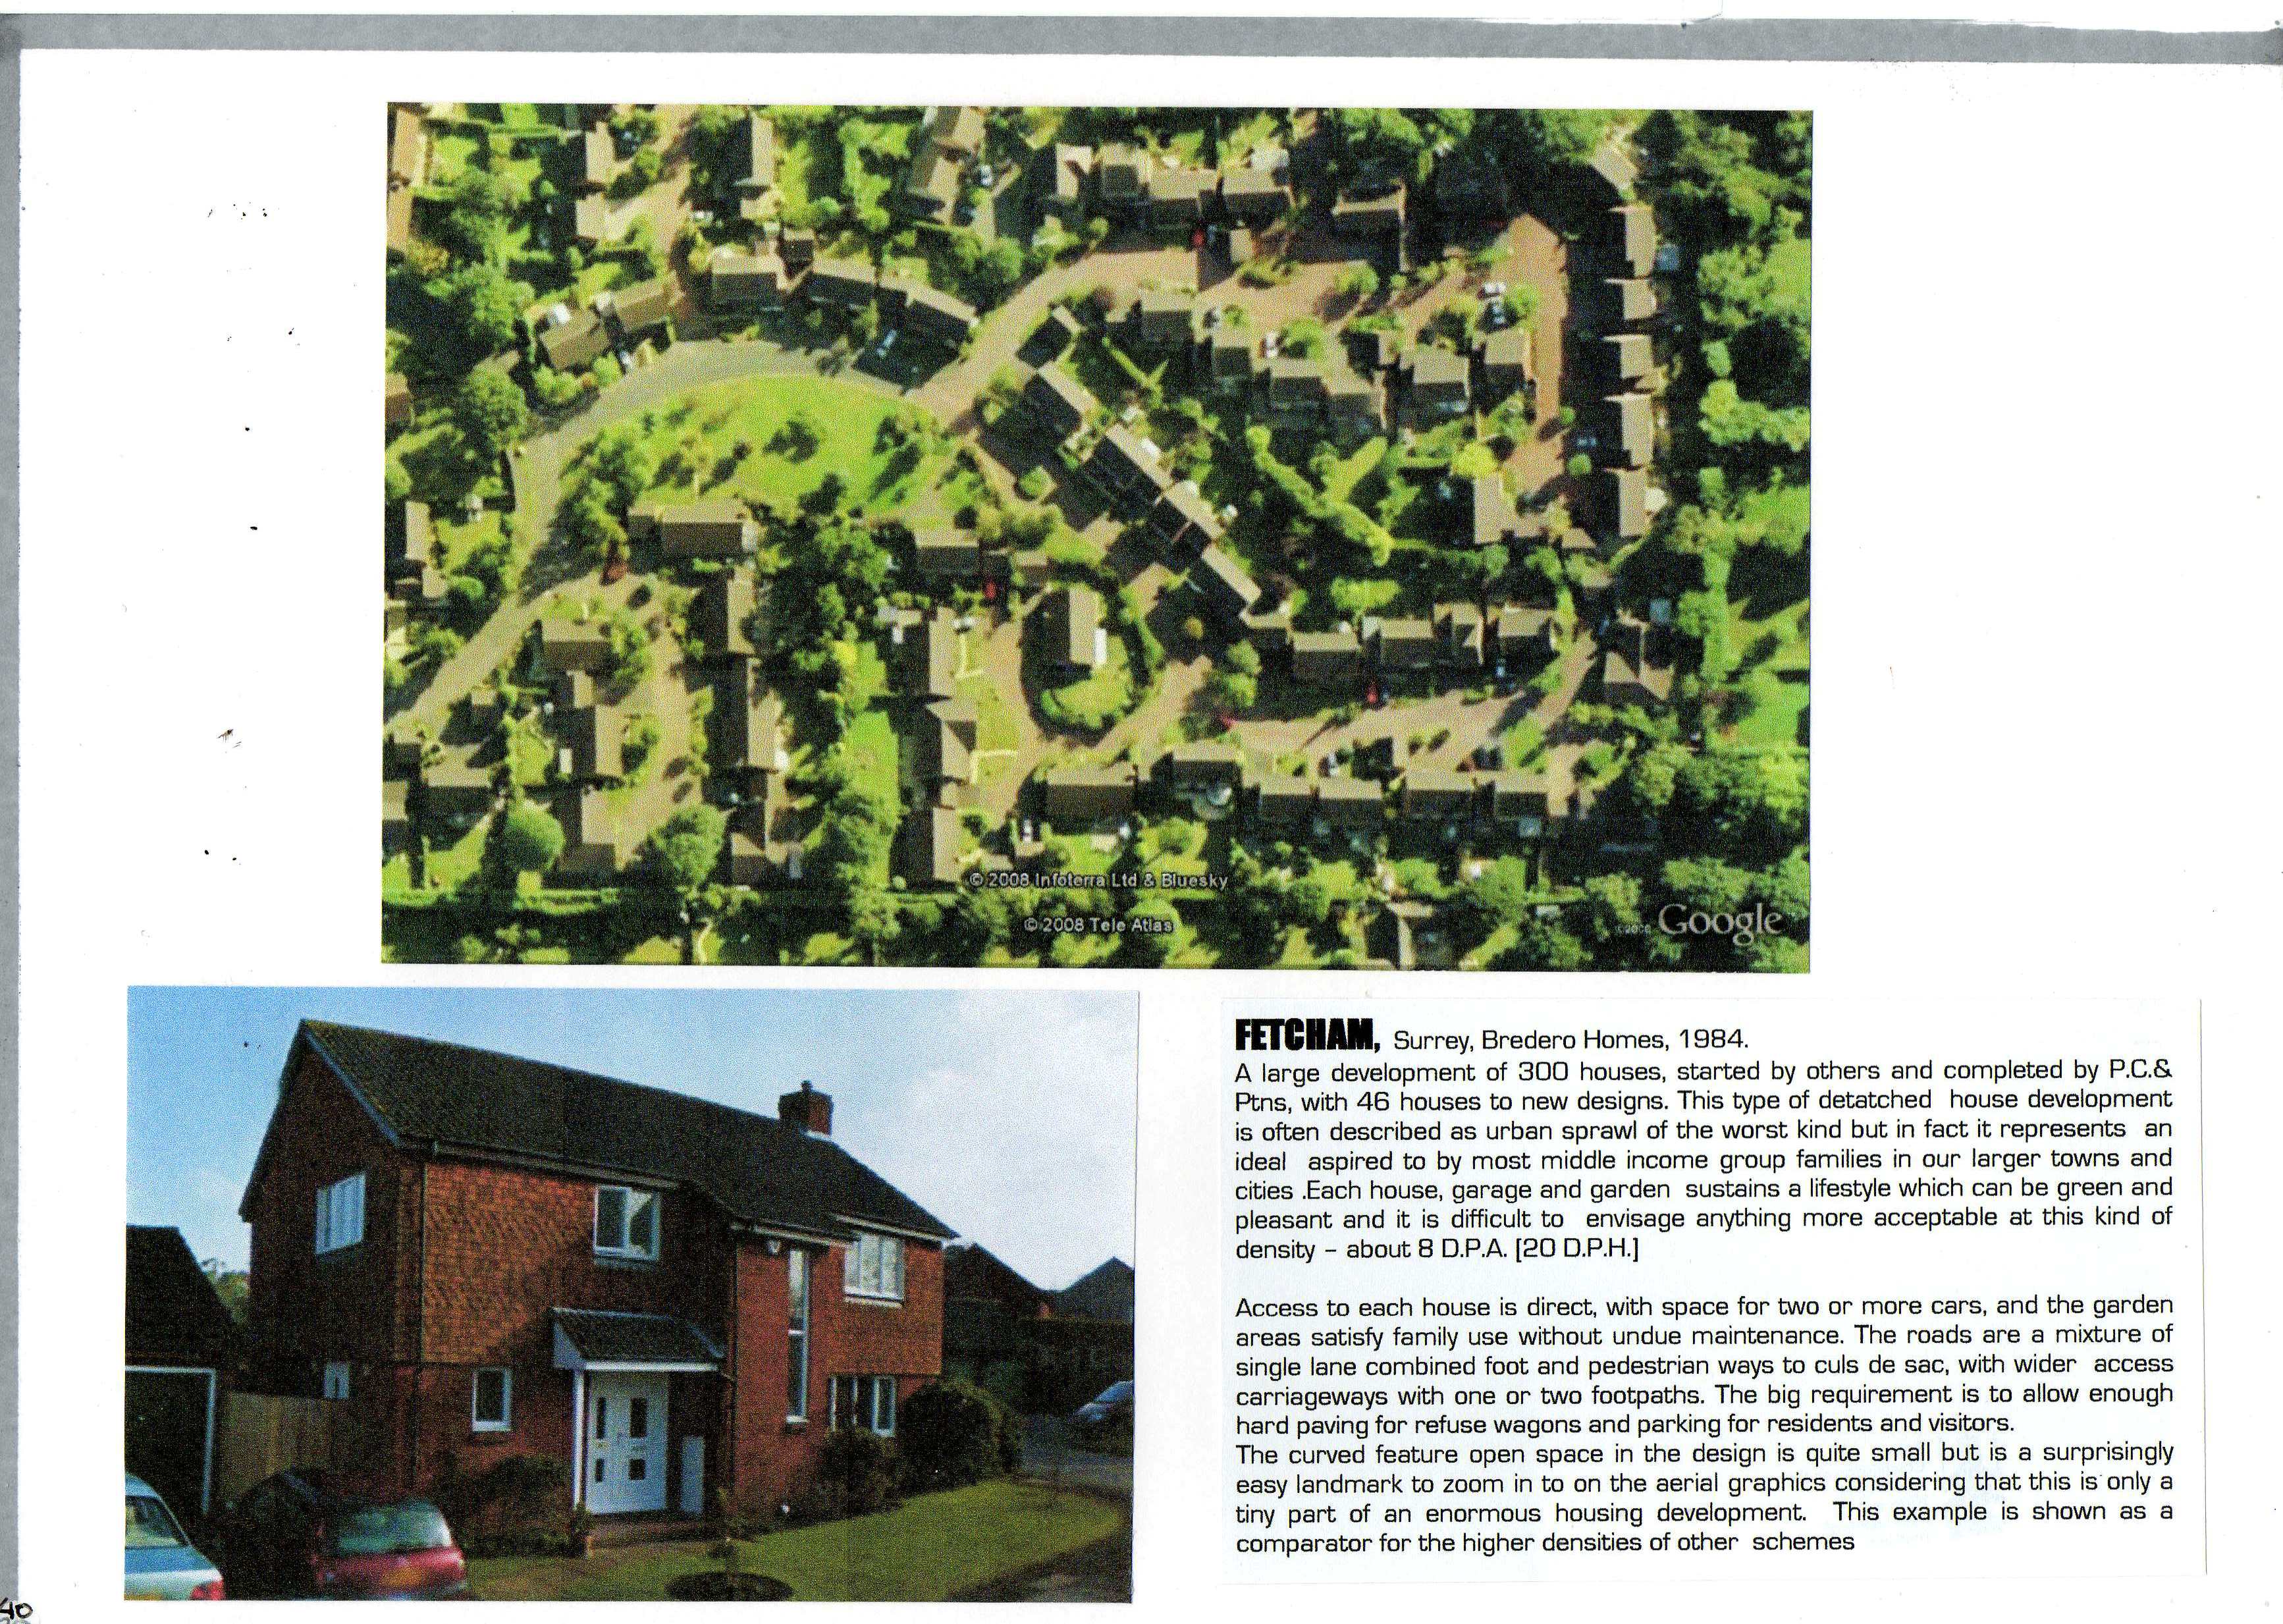 © 2008 Infoterra Ltd & Bluesky
© 2008 Tele Atlas
Google
FETCHAM, Surrey, Bredero Homes, 1984.
A large development of 300 houses, started by others and completed by P.C.&
Ptns, with 46 houses to new designs. This type of detatched house development
is often described as urban sprawl of the worst kind but in fact it represents an
ideal aspired to by most middle income group families in our larger towns and
cities .Each house, garage and garden sustains a lifestyle which can be green and
pleasant and it is difficult to envisage anything more acceptable at this kind of
density – about 8 D.P.A. [20 D.P.H.]
Access to each house is direct, with space for two or more cars, and the garden
areas satisfy family use without undue maintenance. The roads are a mixture of
single lane combined foot and pedestrian ways to culs de sac, with wider access
carriageways with one or two footpaths. The big requirement is to allow enough
hard paving for refuse wagons and parking for residents and visitors.
The curved feature open space in the design is quite small but is a surprisingly
easy landmark to zoom in to on the aerial graphics considering that this is only a
tiny part of an enormous housing development. This example is shown as a
comparator for the higher densities of other schemes
40